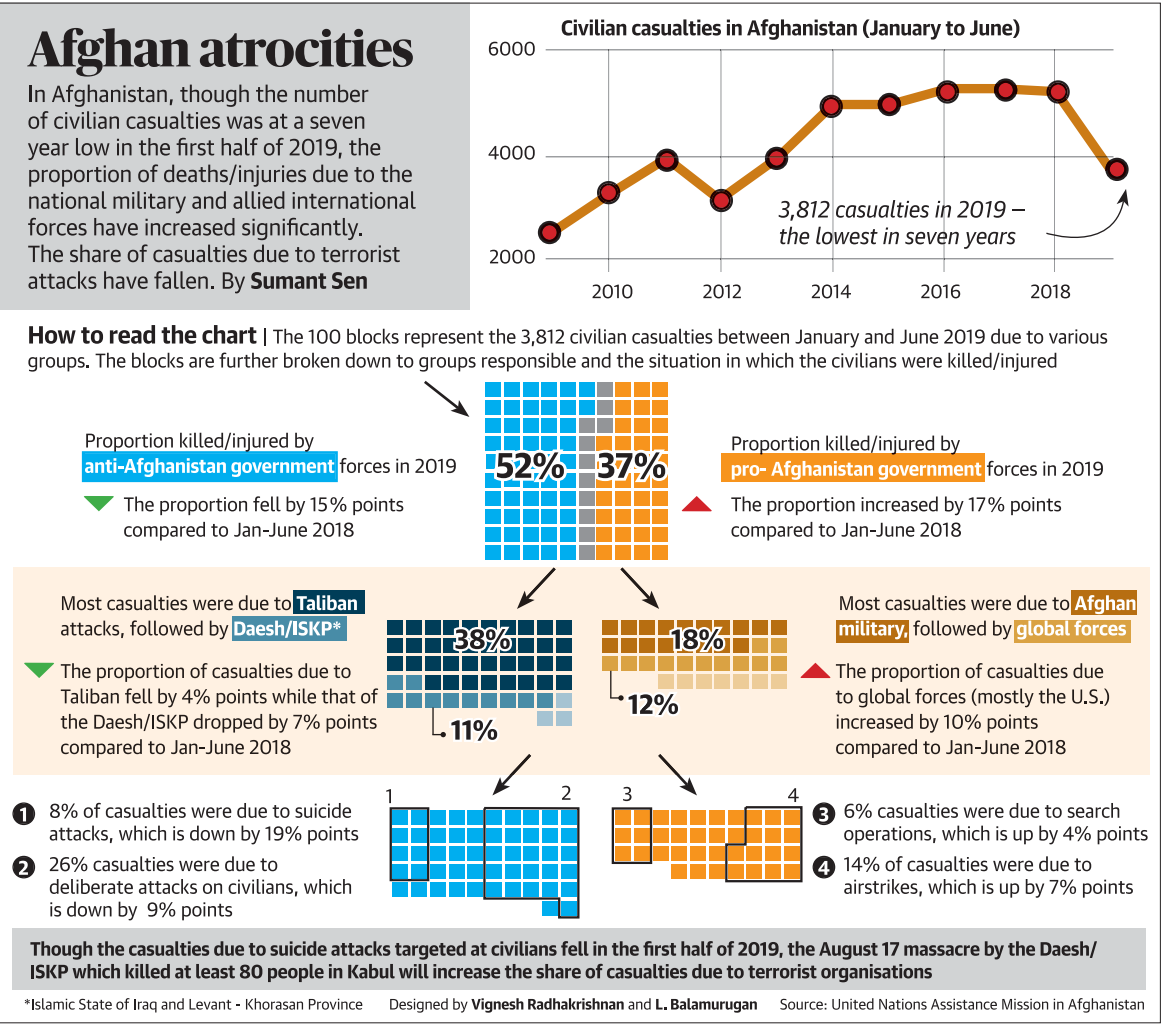 Afghan atrocities
In Afghanistan, though the number
of civilian casualties was at a seven
year low in the first half of 2019, the
proportion of deaths/injuries due to the
national military and allied international
forces have increased significantly.
The share of casualties due to terrorist
attacks have fallen. By Sumant Sen
Civilian casualties in Afghanistan (January to June)
6000
4000
2000
3,812 casualties in 2019 –
the lowest in seven years
2010 2012 2014 2016 2018
How to read the chart | The 100 blocks represent the 3,812 civilian casualties between January and June 2019 due to various
groups. The blocks are further broken down to groups responsible and the situation in which the civilians were killed/injured
Proportion killed/injured by
anti-Afghanistan government forces in 2019
The proportion fell by 15% points
compared to Jan-June 2018
52% 37%
Proportion killed/injured by
pro- Afghanistan government forces in 2019
The proportion increased by 17% points
compared to Jan-June 2018
Most casualties were due to Taliban
attacks, followed by Daesh/ISKP*
The proportion of casualties due to
Taliban fell by 4% points while that of
the Daesh/ISKP dropped by 7% points
compared to Jan-June 2018
38%
11%
18%
12%
Most casualties were due to Afghan
military, followed by global forces
The proportion of casualties due
to global forces (mostly the U.S.)
increased by 10% points
compared to Jan-June 2018
1 8% of casualties were due to suicide
attacks, which is down by 19% points
2 26% casualties were due to
deliberate attacks on civilians, which
is down by 9% points
1 2
3 4
3 6% casualties were due to search
operations, which is up by 4% points
4 14% of casualties were due to
airstrikes, which is up by 7% points
Though the casualties due to suicide attacks targeted at civilians fell in the first half of 2019, the August 17 massacre by the Daesh/
ISKP which killed at least 80 people in Kabul will increase the share of casualties due to terrorist organisations
*Islamic State of Iraq and Levant - Khorasan Province Designed by Vignesh Radhakrishnan and L. Balamurugan Source: United Nations Assistance Mission in Afghanistan